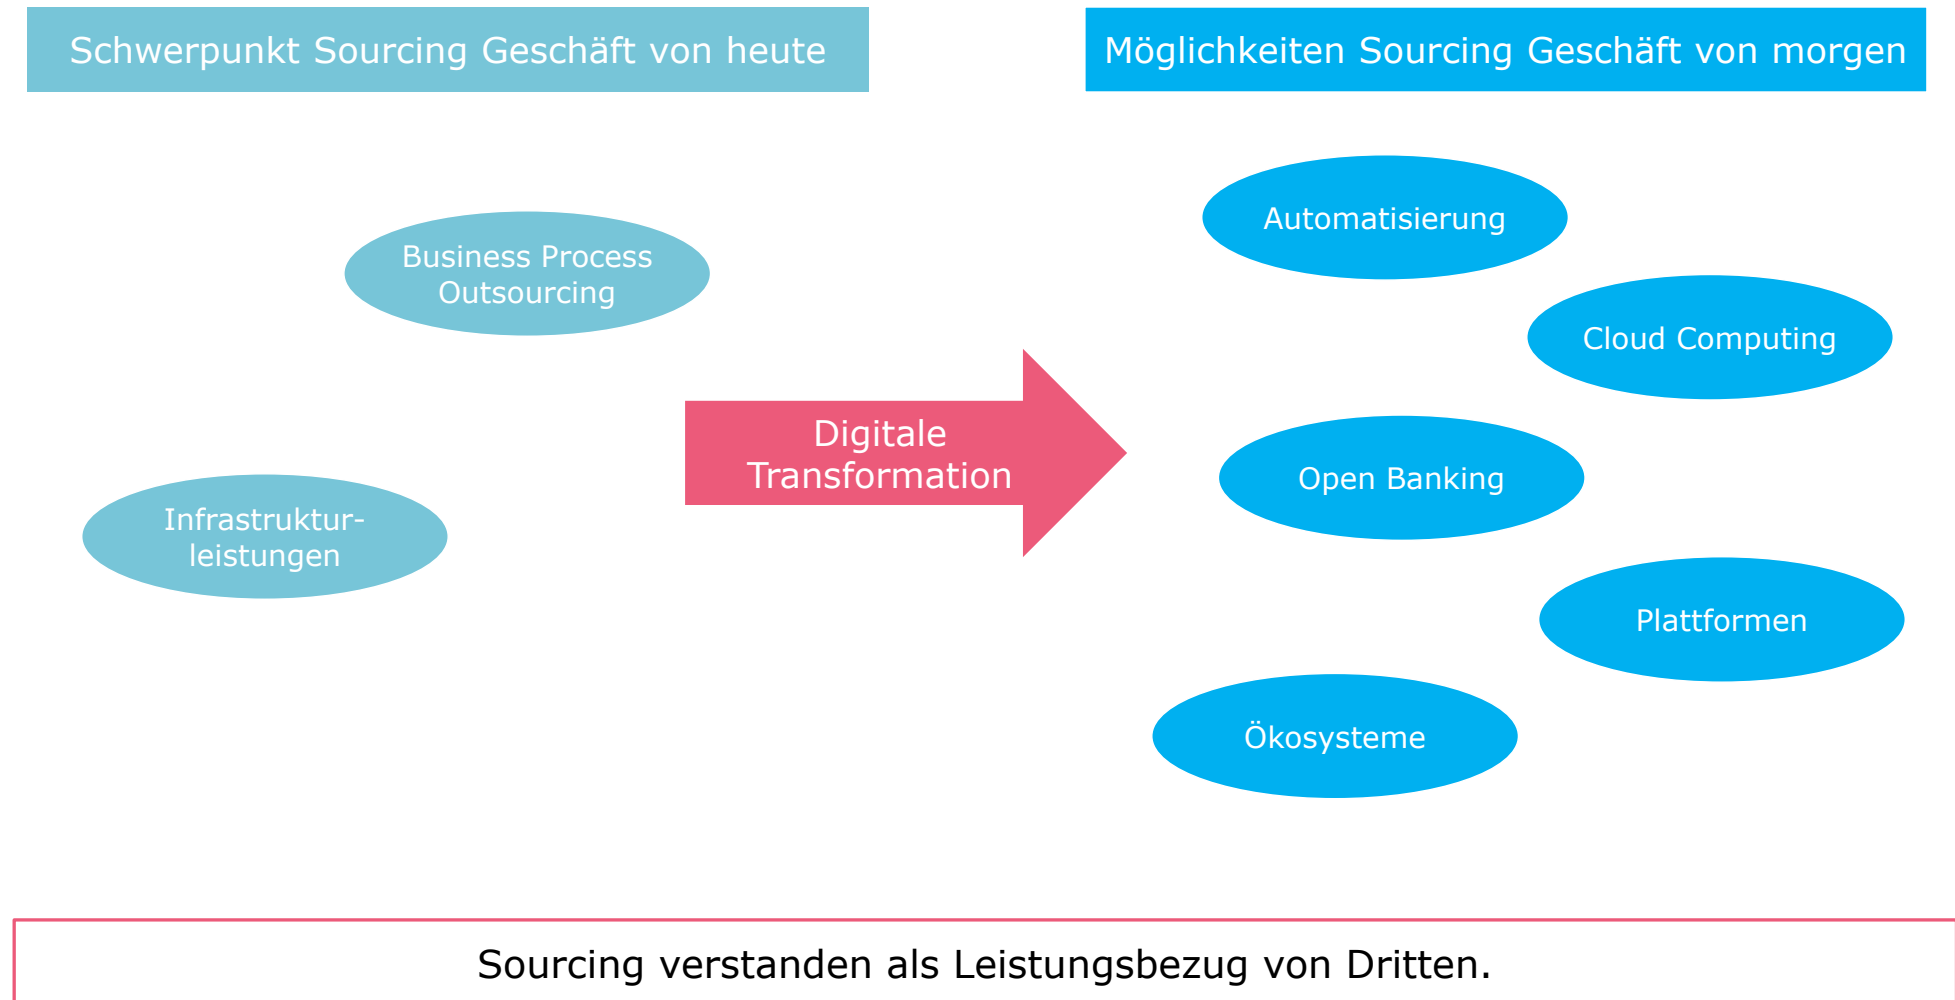 Schwerpunkt Sourcing Geschäft von heute
Möglichkeiten Sourcing Geschäft von morgen
Business Process
Outsourcing
Infrastruktur-
leistungen
Digitale
Transformation
Automatisierung
Cloud Computing
Open Banking
Plattformen
Ökosysteme
Sourcing verstanden als Leistungsbezug von Dritten.